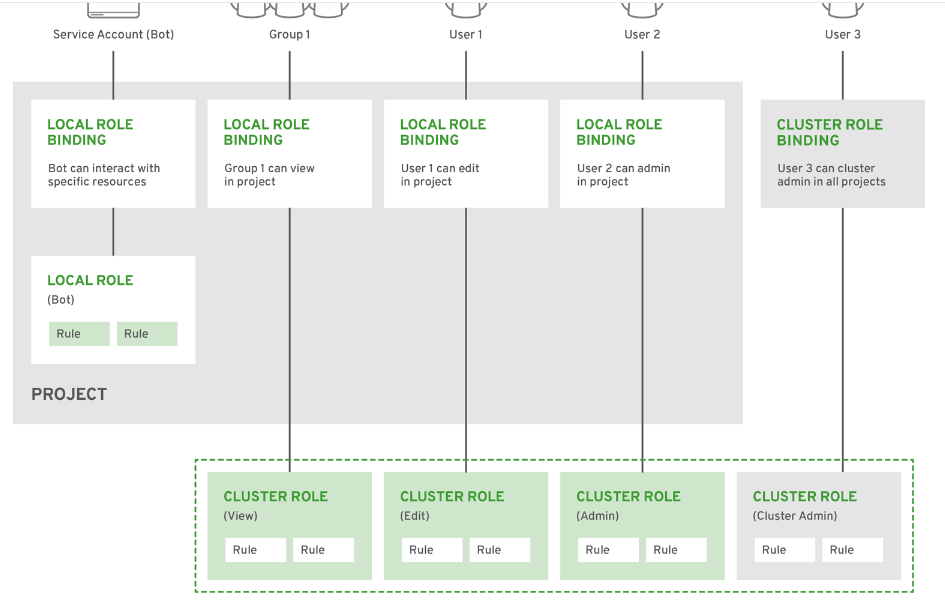 Service Account (Bot)
Group 1
User 1
User 2
User 3
LOCAL ROLE
BINDING
Bot can interact with
specific resources
LOCAL ROLE
BINDING
Group 1 can view
in project
LOCAL ROLE
BINDING
User 1 can edit
in project
LOCAL ROLE
BINDING
User 2 can admin
in project
CLUSTER ROLE
BINDING
User 3 can cluster
admin in all projects
LOCAL ROLE
(Bot)
Rule
Rule
PROJECT
CLUSTER ROLE
(View)
Rule
Rule
CLUSTER ROLE
(Edit)
Rule
Rule
CLUSTER ROLE
(Admin)
Rule
Rule
CLUSTER ROLE
(Cluster Admin)
Rule
Rule